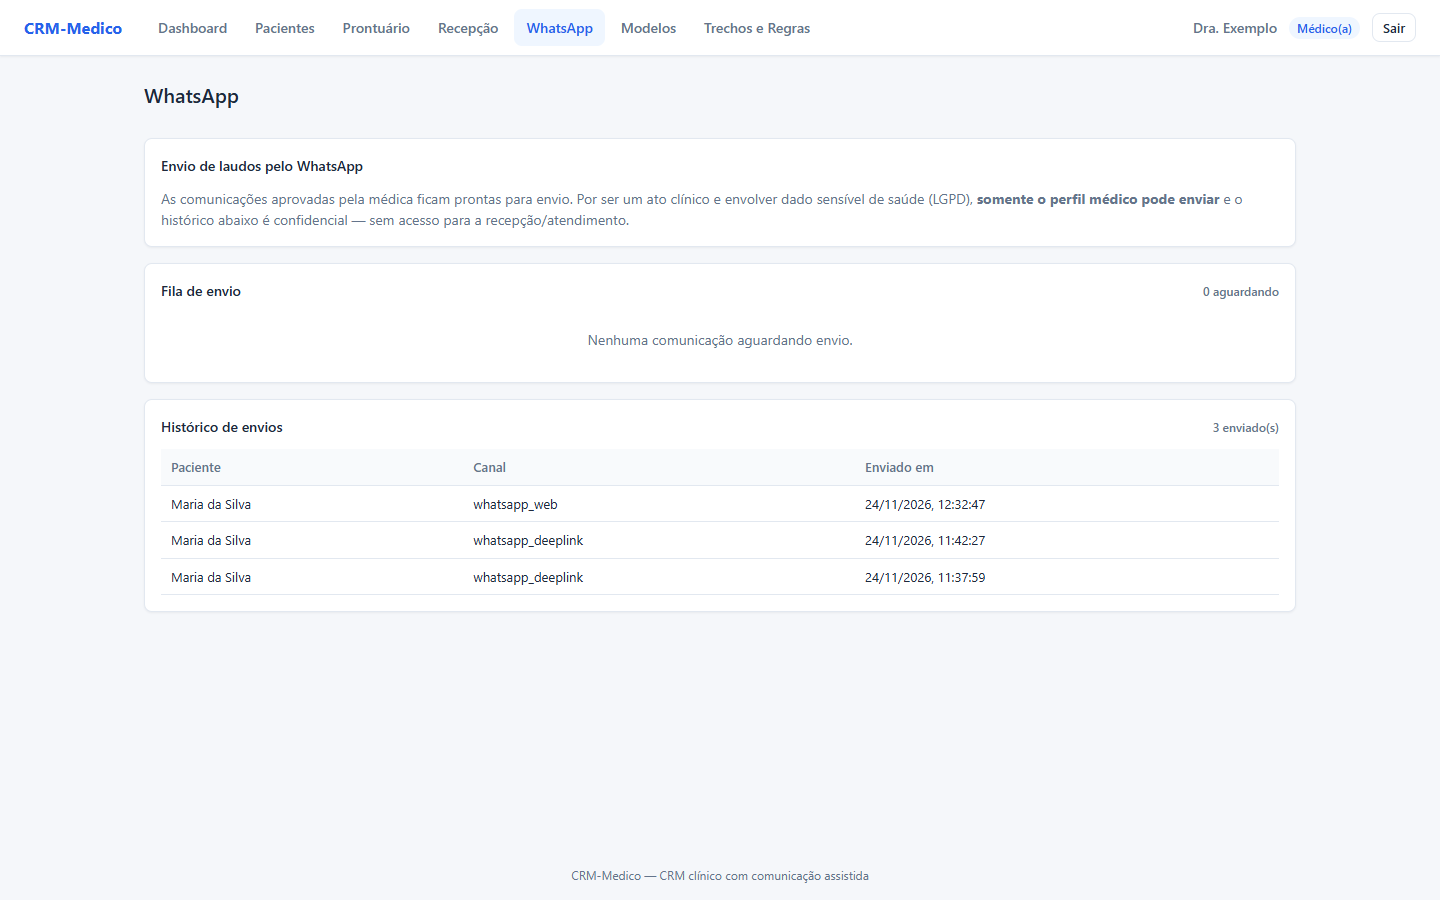 CRM-Medico Dashboard Pacientes Prontuário Recepção WhatsApp Modelos Trechos e Regras Dra. Exemplo Médico(a) Sair
WhatsApp
Envio de laudos pelo WhatsApp
As comunicações aprovadas pela médica ficam prontas para envio. Por ser um ato clínico e envolver dado sensível de saúde (LGPD), somente o perfil médico pode enviar e o
histórico abaixo é confidencial — sem acesso para a recepção/atendimento.
Fila de envio 0 aguardando
Nenhuma comunicação aguardando envio.
Histórico de envios 3 enviado(s)
Paciente Canal Enviado em
Maria da Silva whatsapp_web 24/11/2026, 12:32:47
Maria da Silva whatsapp_deeplink 24/11/2026, 11:42:27
Maria da Silva whatsapp_deeplink 24/11/2026, 11:37:59
CRM-Medico — CRM clínico com comunicação assistida